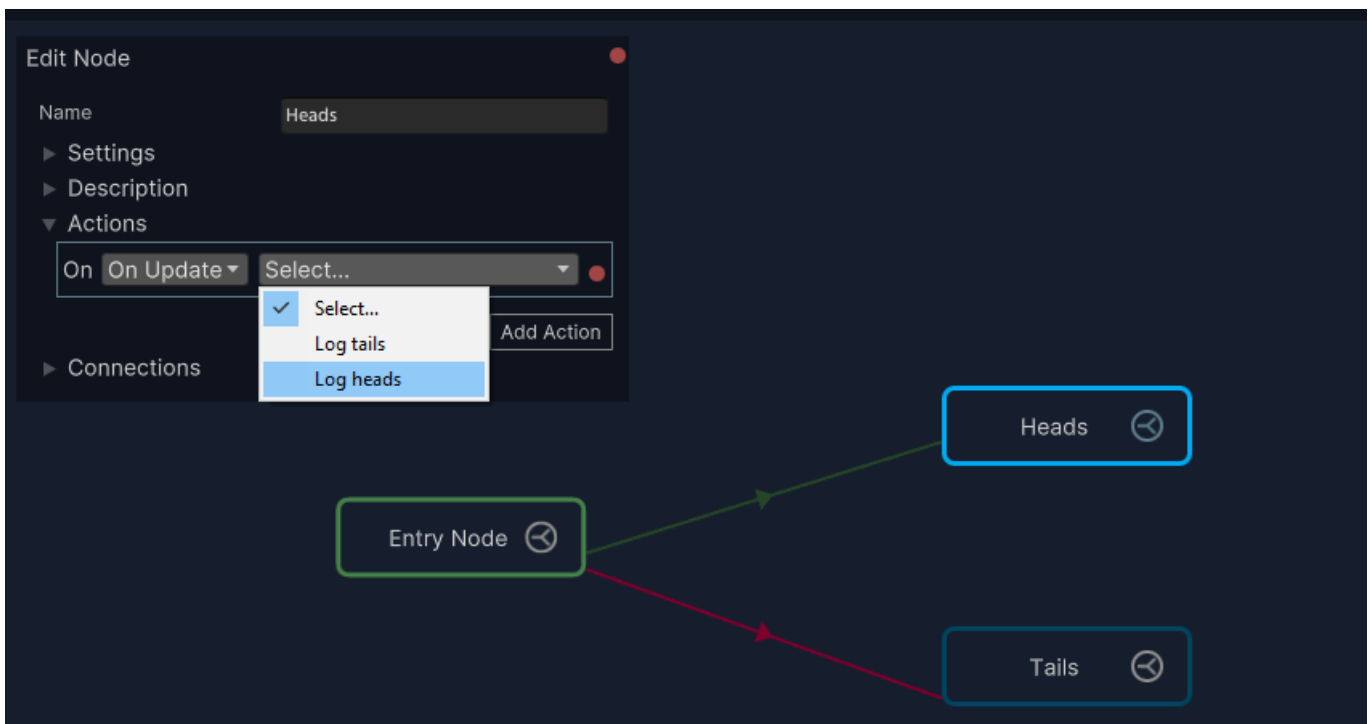 Edit Node
Name Heads
Settings
Description
Actions
On On Update Select...
Select...
Log tails
Add Action
Log heads
Connections
Heads
Entry Node
Tails